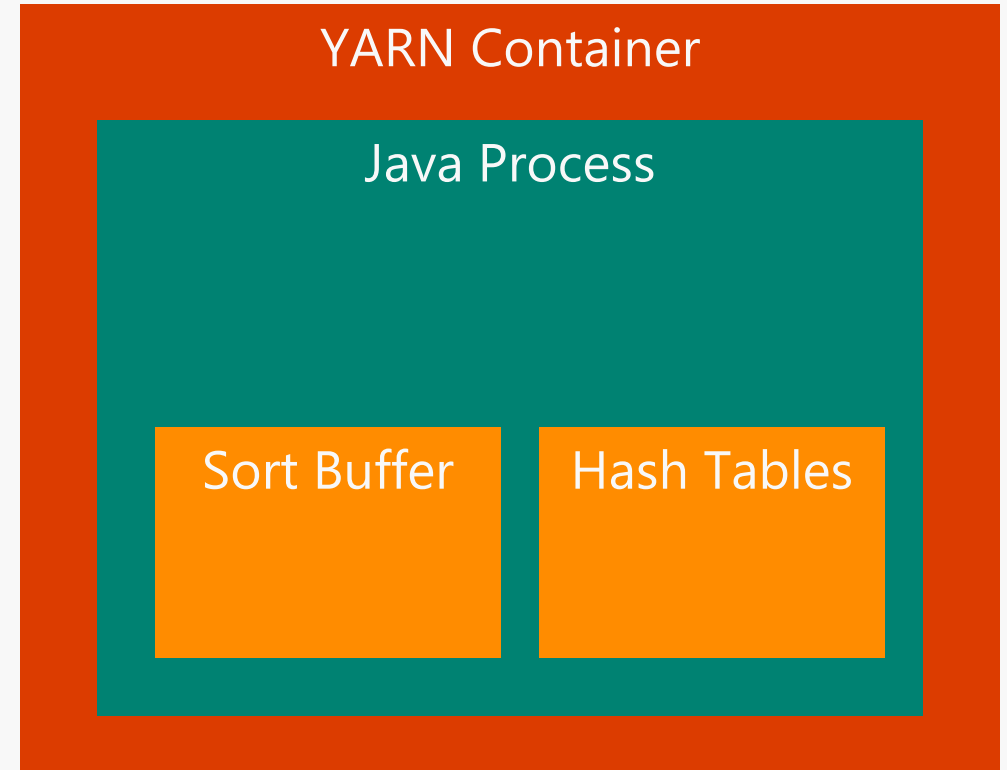 YARN Container
Java Process
Sort Buffer
Hash Tables